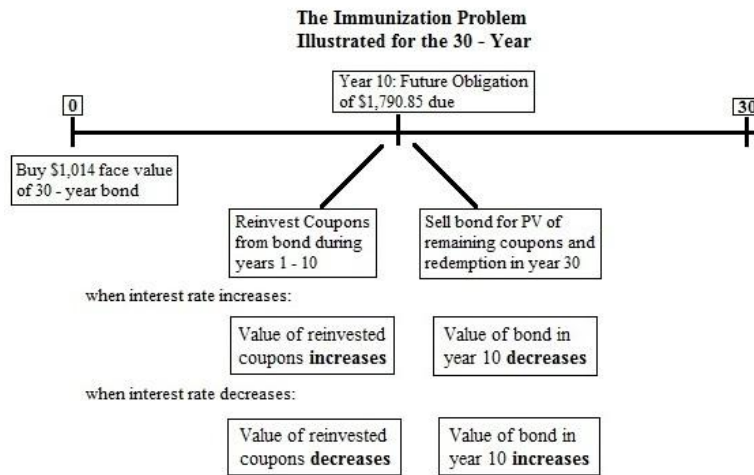 The Immunization Problem
Illustrated for the 30 - Year
Year 10: Future Obligation
of $1,790.85 due
0
30
Buy $1,014 face value
of 30 - year bond
Reinvest Coupons
from bond during
years 1 - 10
Sell bond for PV of
remaining coupons and
redemption in year 30
when interest rate increases:
Value of reinvested
coupons increases
Value of bond in
year 10 decreases
when interest rate decreases:
Value of reinvested
coupons decreases
Value of bond in
year 10 increases